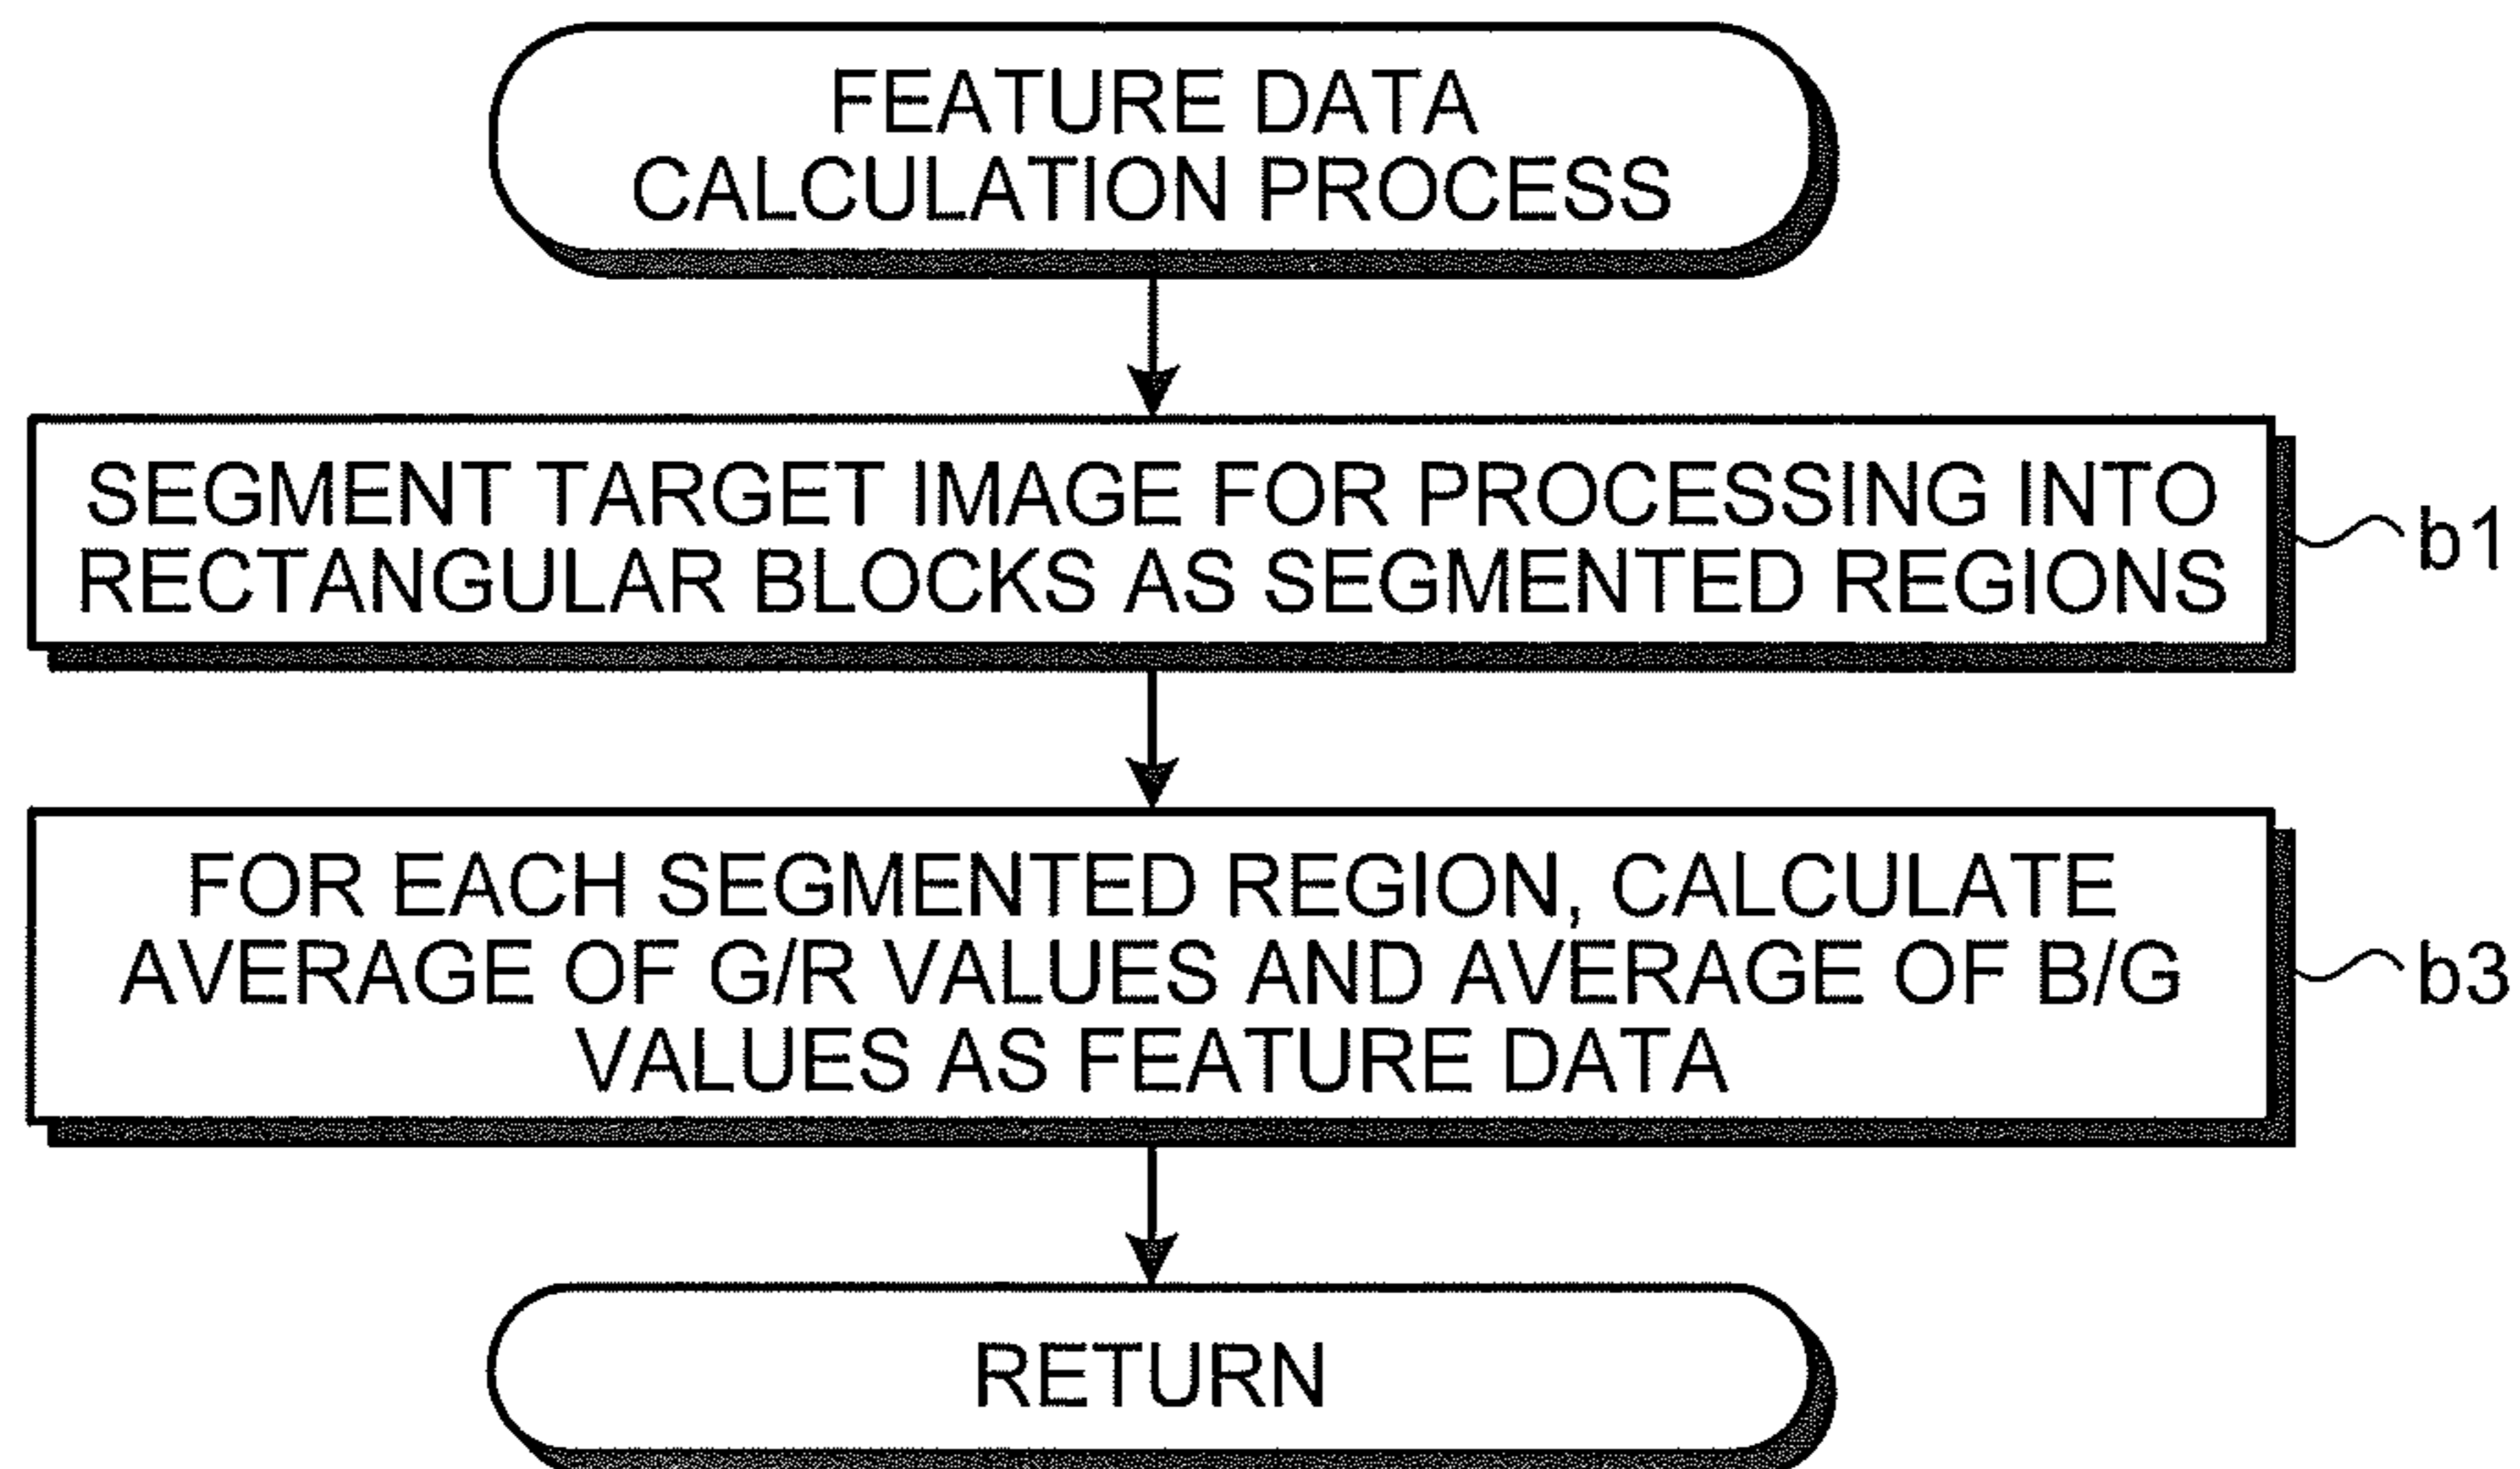 FEATURE DATA
CALCULATION PROCESS
SEGMENT TARGET IMAGE FOR PROCESSING INTO
RECTANGULAR BLOCKS AS SEGMENTED REGIONS
b1
FOR EACH SEGMENTED REGION, CALCULATE
AVERAGE OF G/R VALUES AND AVERAGE OF B/G
VALUES AS FEATURE DATA
b3
RETURN